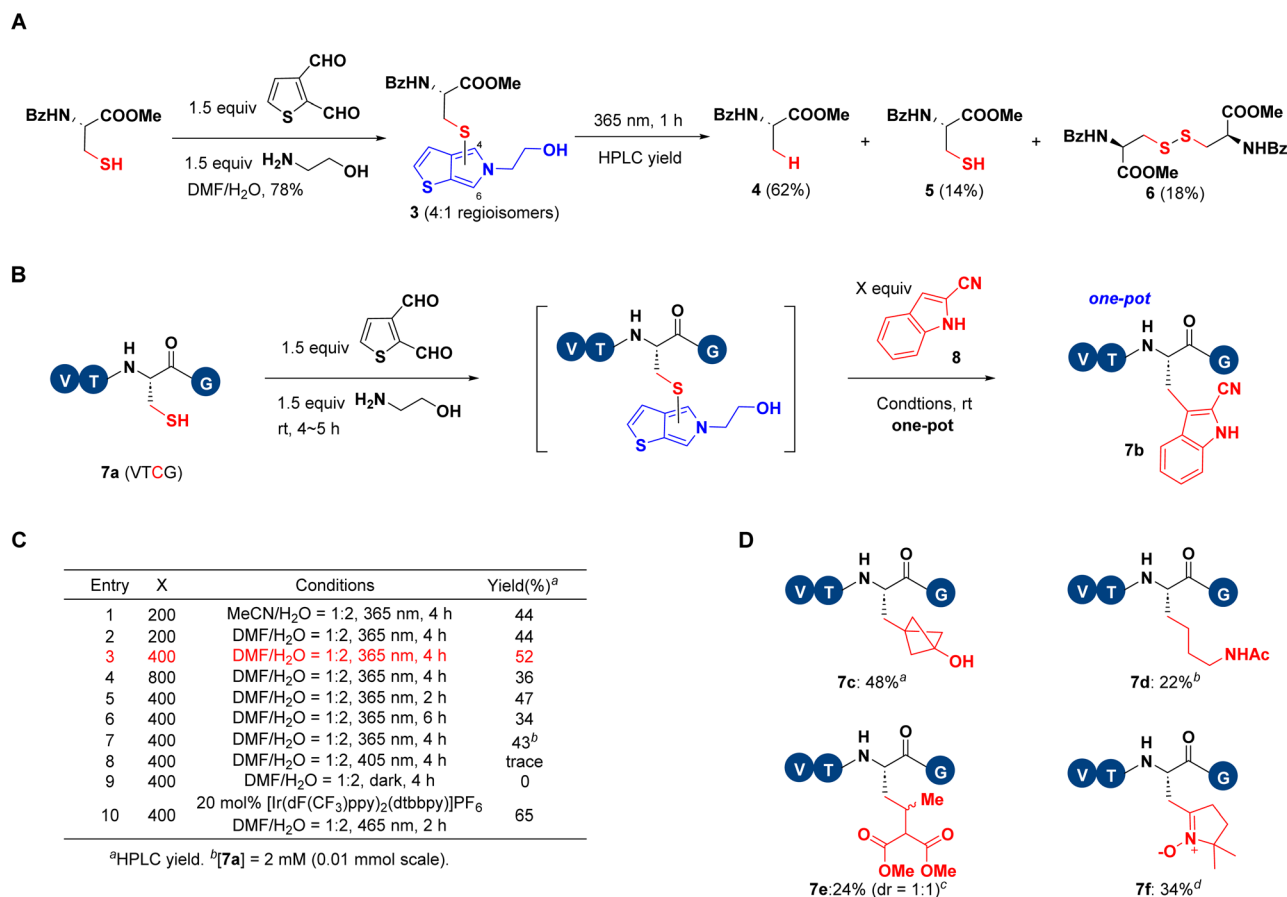 A
BzHN
H
COOMe
SH
1.5 equiv
CHO
CHO
S
1.5 equiv H2N OH
DMF/H2O, 78%
BzHN
H
COOMe
S
4
N
OH
S
6
3 (4:1 regioisomers)
365 nm, 1 h
HPLC yield
BzHN
H
COOMe
H
4 (62%)
+
BzHN
H
COOMe
SH
5 (14%)
+
BzHN
H
COOMe
S
S
COOMe
H
NHBz
6 (18%)
B
V T
H
N
O
G
SH
7a (VTCG)
1.5 equiv
CHO
CHO
S
1.5 equiv H2N OH
rt, 4~5 h
V T
H
N
O
G
S
N
OH
S
X equiv
CN
NH
8
Condtions, rt
one-pot
one-pot
V T
H
N
O
G
CN
NH
7b
C
Entry X Conditions Yield(%)a
1 200 MeCN/H2O = 1:2, 365 nm, 4 h 44
2 200 DMF/H2O = 1:2, 365 nm, 4 h 44
3 400 DMF/H2O = 1:2, 365 nm, 4 h 52
4 800 DMF/H2O = 1:2, 365 nm, 4 h 36
5 400 DMF/H2O = 1:2, 365 nm, 2 h 47
6 400 DMF/H2O = 1:2, 365 nm, 6 h 34
7 400 DMF/H2O = 1:2, 365 nm, 4 h 43b
8 400 DMF/H2O = 1:2, 405 nm, 4 h trace
9 400 DMF/H2O = 1:2, dark, 4 h 0
10 400 20 mol% [Ir(dF(CF3)ppy)2(dtbbpy)]PF6 65
DMF/H2O = 1:2, 465 nm, 2 h
aHPLC yield. b[7a] = 2 mM (0.01 mmol scale).
D
V T
H
N
O
G
OH
7c: 48%a
V T
H
N
O
G
NHAc
7d: 22%b
V T
H
N
O
G
Me
O
O
OMe
OMe
7e:24% (dr = 1:1)c
V T
H
N
O
G
-O
N
+
7f: 34%d